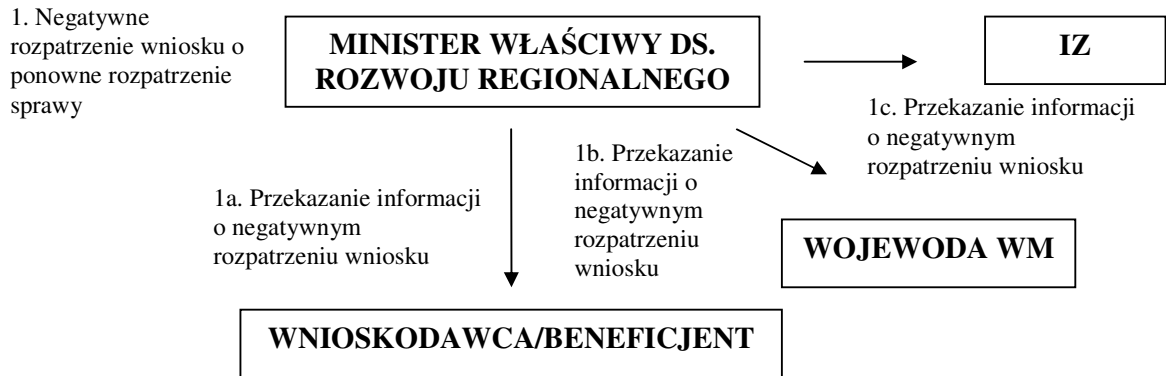 1. Negatywne
rozpatrzenie wniosku o
ponowne rozpatrzenie
sprawy
MINISTER WŁAŚCIWY DS.
ROZWOJU REGIONALNEGO
IZ
1c. Przekazanie informacji
o negatywnym
rozpatrzeniu wniosku
1b. Przekazanie
informacji o
negatywnym
rozpatrzeniu
wniosku
1a. Przekazanie informacji
o negatywnym
rozpatrzeniu wniosku
WOJEWODA WM
WNIOSKODAWCA/BENEFICJENT